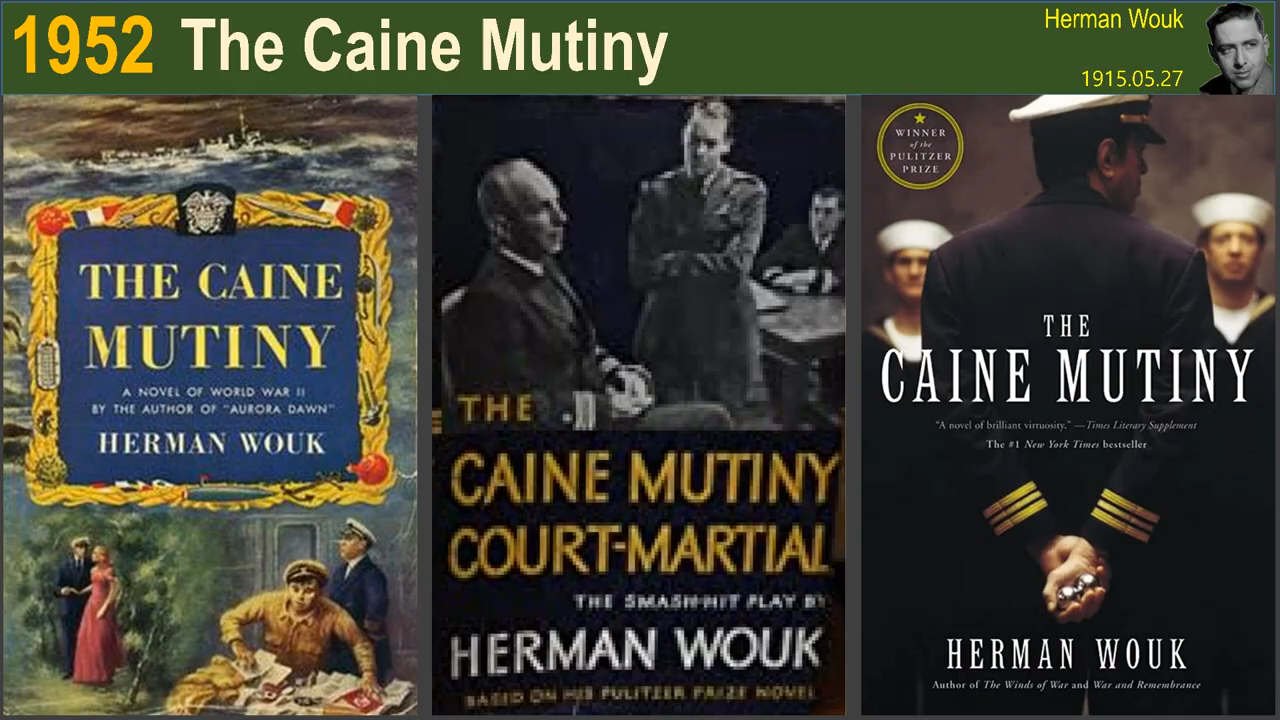 1952 The Caine Mutiny
Herman Wouk
1915.05.27
THE CAINE
MUTINY
A NOVEL OF WORLD WAR II
BY THE AUTHOR OF "AURORA DAWN"
HERMAN WOUK
THE
CAINE MUTINY
COURT-MARTIAL
THE SMASH-HIT PLAY BY
HERMAN WOUK
BASED ON HIS PULITZER PRIZE NOVEL
WINNER
of the
PULITZER
PRIZE
THE
CAINE MUTINY
"A novel of brilliant virtuosity." —Times Literary Supplement
The #1 New York Times bestseller
HERMAN WOUK
Author of The Winds of War and War and Remembrance